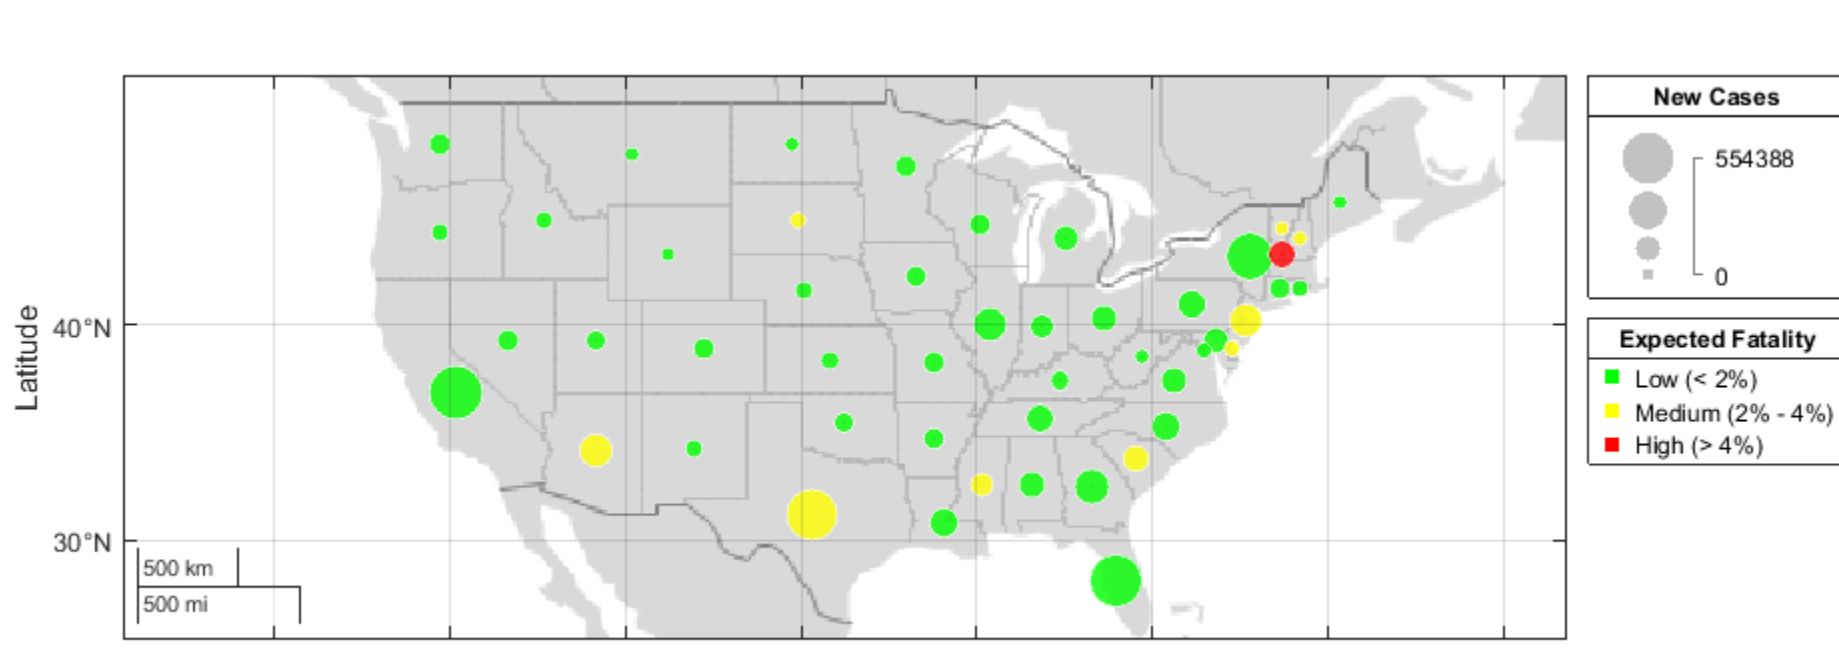 Latitude
40°N
30°N
500 km
500 mi
New Cases
554388
0
Expected Fatality
Low (< 2%)
Medium (2% - 4%)
High (> 4%)